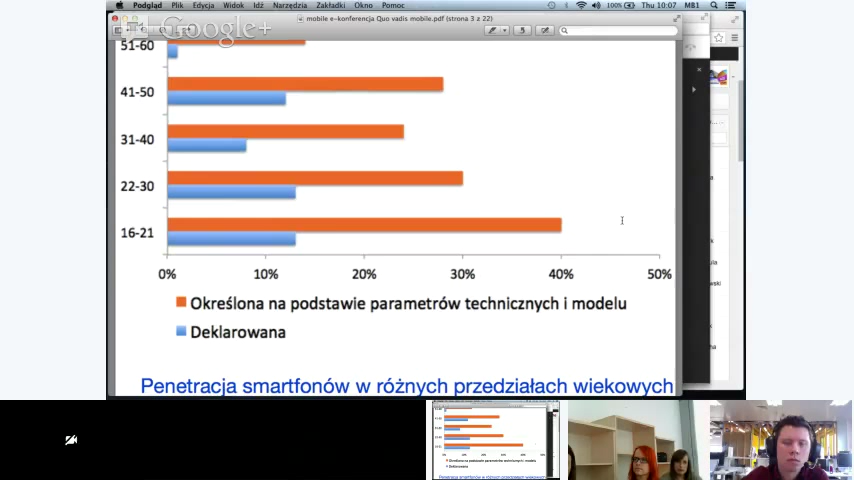 Podgląd Plik Edycja Widok Idź Narzędzia Zakładki Okno Pomoc 100% Thu 10:07 MB1
mobile e-konferencja Quo vadis mobile.pdf (strona 3 z 22)
Google+
51-60
41-50
31-40
22-30
16-21
0% 10% 20% 30% 40% 50%
Określona na podstawie parametrów technicznych i modelu
Deklarowana
Penetracja smartfonów w różnych przedziałach wiekowych